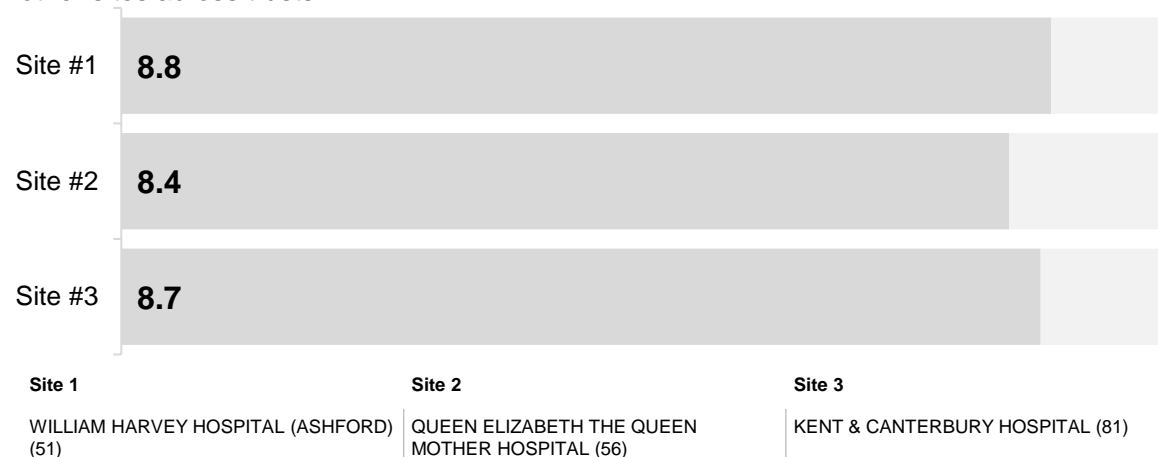 Site #1 8.8
Site #2 8.4
Site #3 8.7
Site 1 Site 2 Site 3
WILLIAM HARVEY HOSPITAL (ASHFORD)
(51)
QUEEN ELIZABETH THE QUEEN
MOTHER HOSPITAL (56)
KENT & CANTERBURY HOSPITAL (81)